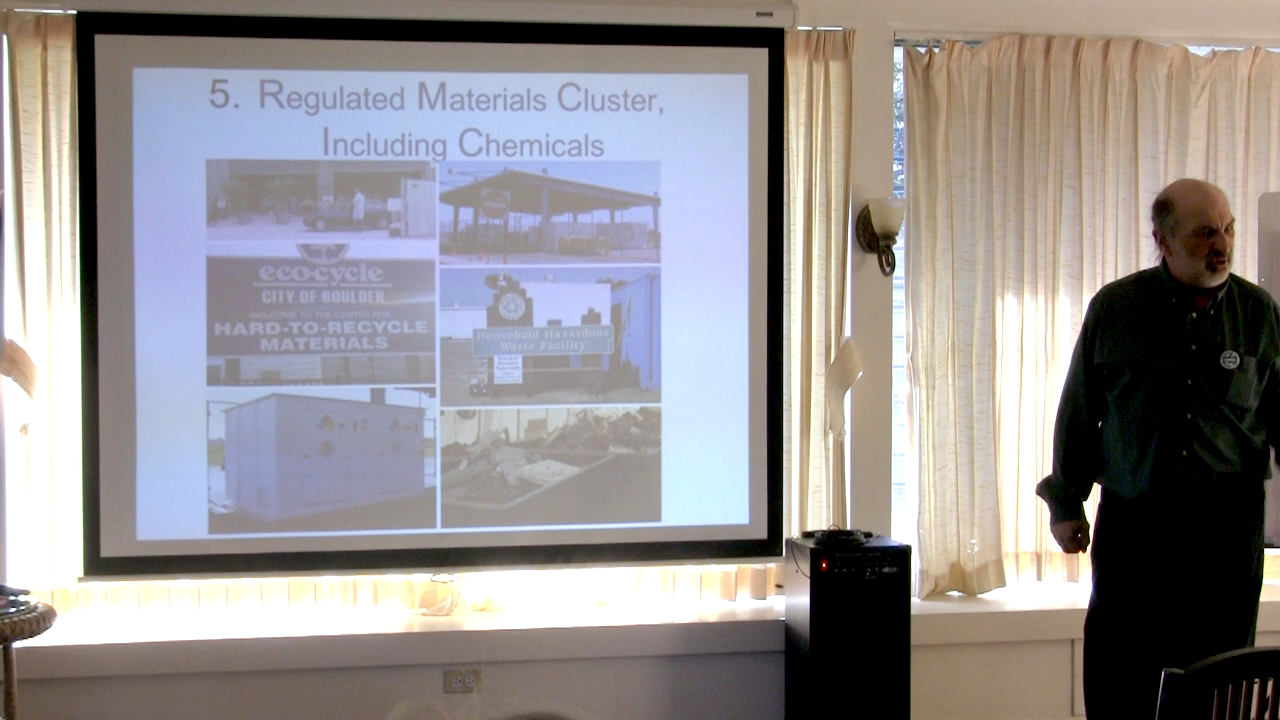 5. Regulated Materials Cluster,
Including Chemicals
eco-cycle
CITY OF BOULDER
WELCOME TO THE CENTER FOR
HARD-TO-RECYCLE
MATERIALS
Household Hazardous
Waste Facility